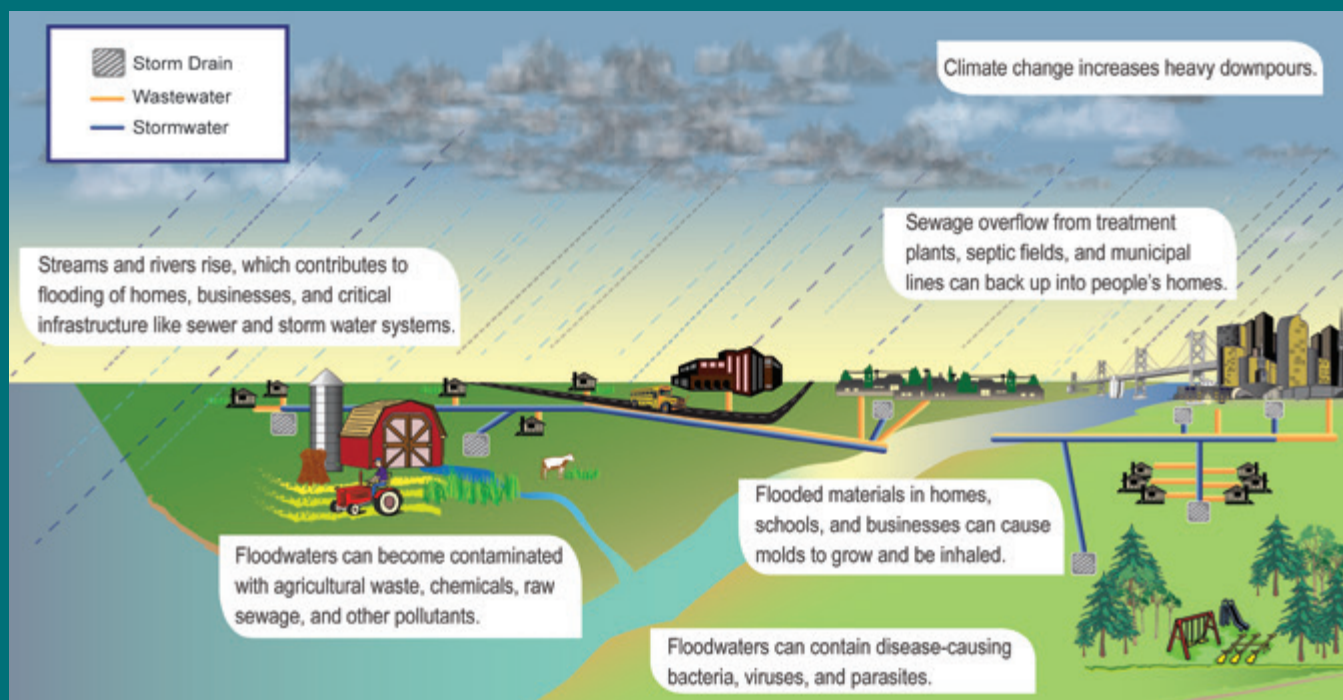 Storm Drain
Wastewater
Stormwater
Climate change increases heavy downpours.
Sewage overflow from treatment
plants, septic fields, and municipal
lines can back up into people's homes.
Streams and rivers rise, which contributes to
flooding of homes, businesses, and critical
infrastructure like sewer and storm water systems.
Flooded materials in homes,
schools, and businesses can cause
molds to grow and be inhaled.
Floodwaters can become contaminated
with agricultural waste, chemicals, raw
sewage, and other pollutants.
Floodwaters can contain disease-causing
bacteria, viruses, and parasites.